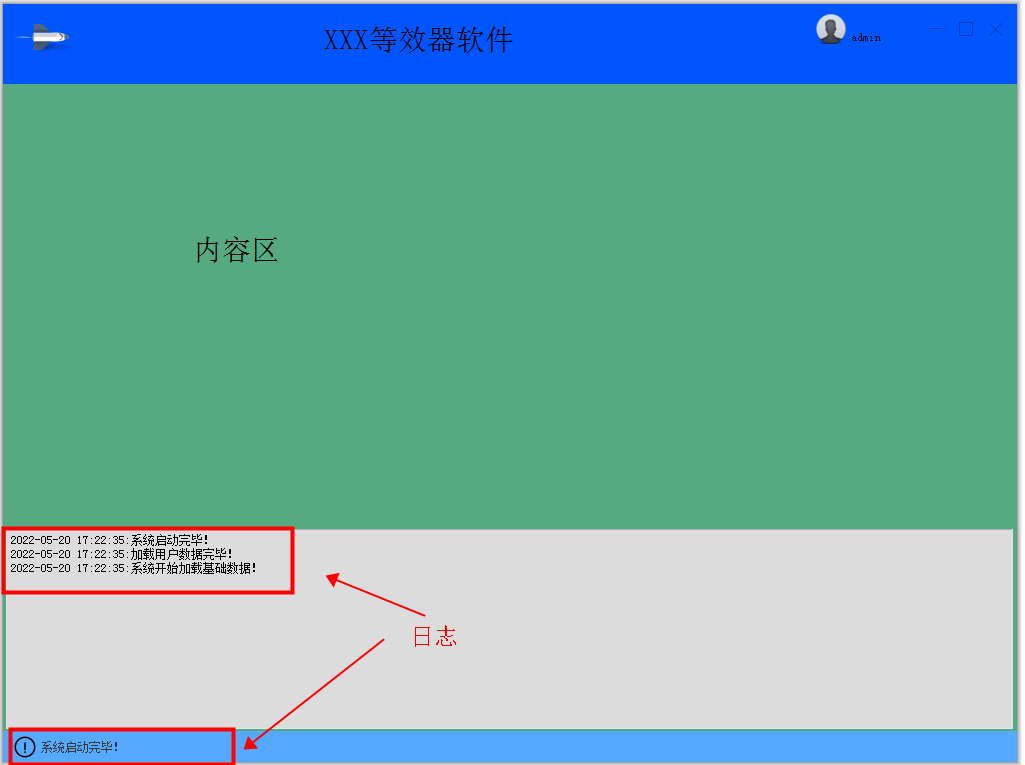 XXX等效器软件
admin
内容区
2022-05-20 17:22:35:系统启动完毕!
2022-05-20 17:22:35:加载用户数据完毕!
2022-05-20 17:22:35:系统开始加载基础数据!
日志
系统启动完毕!